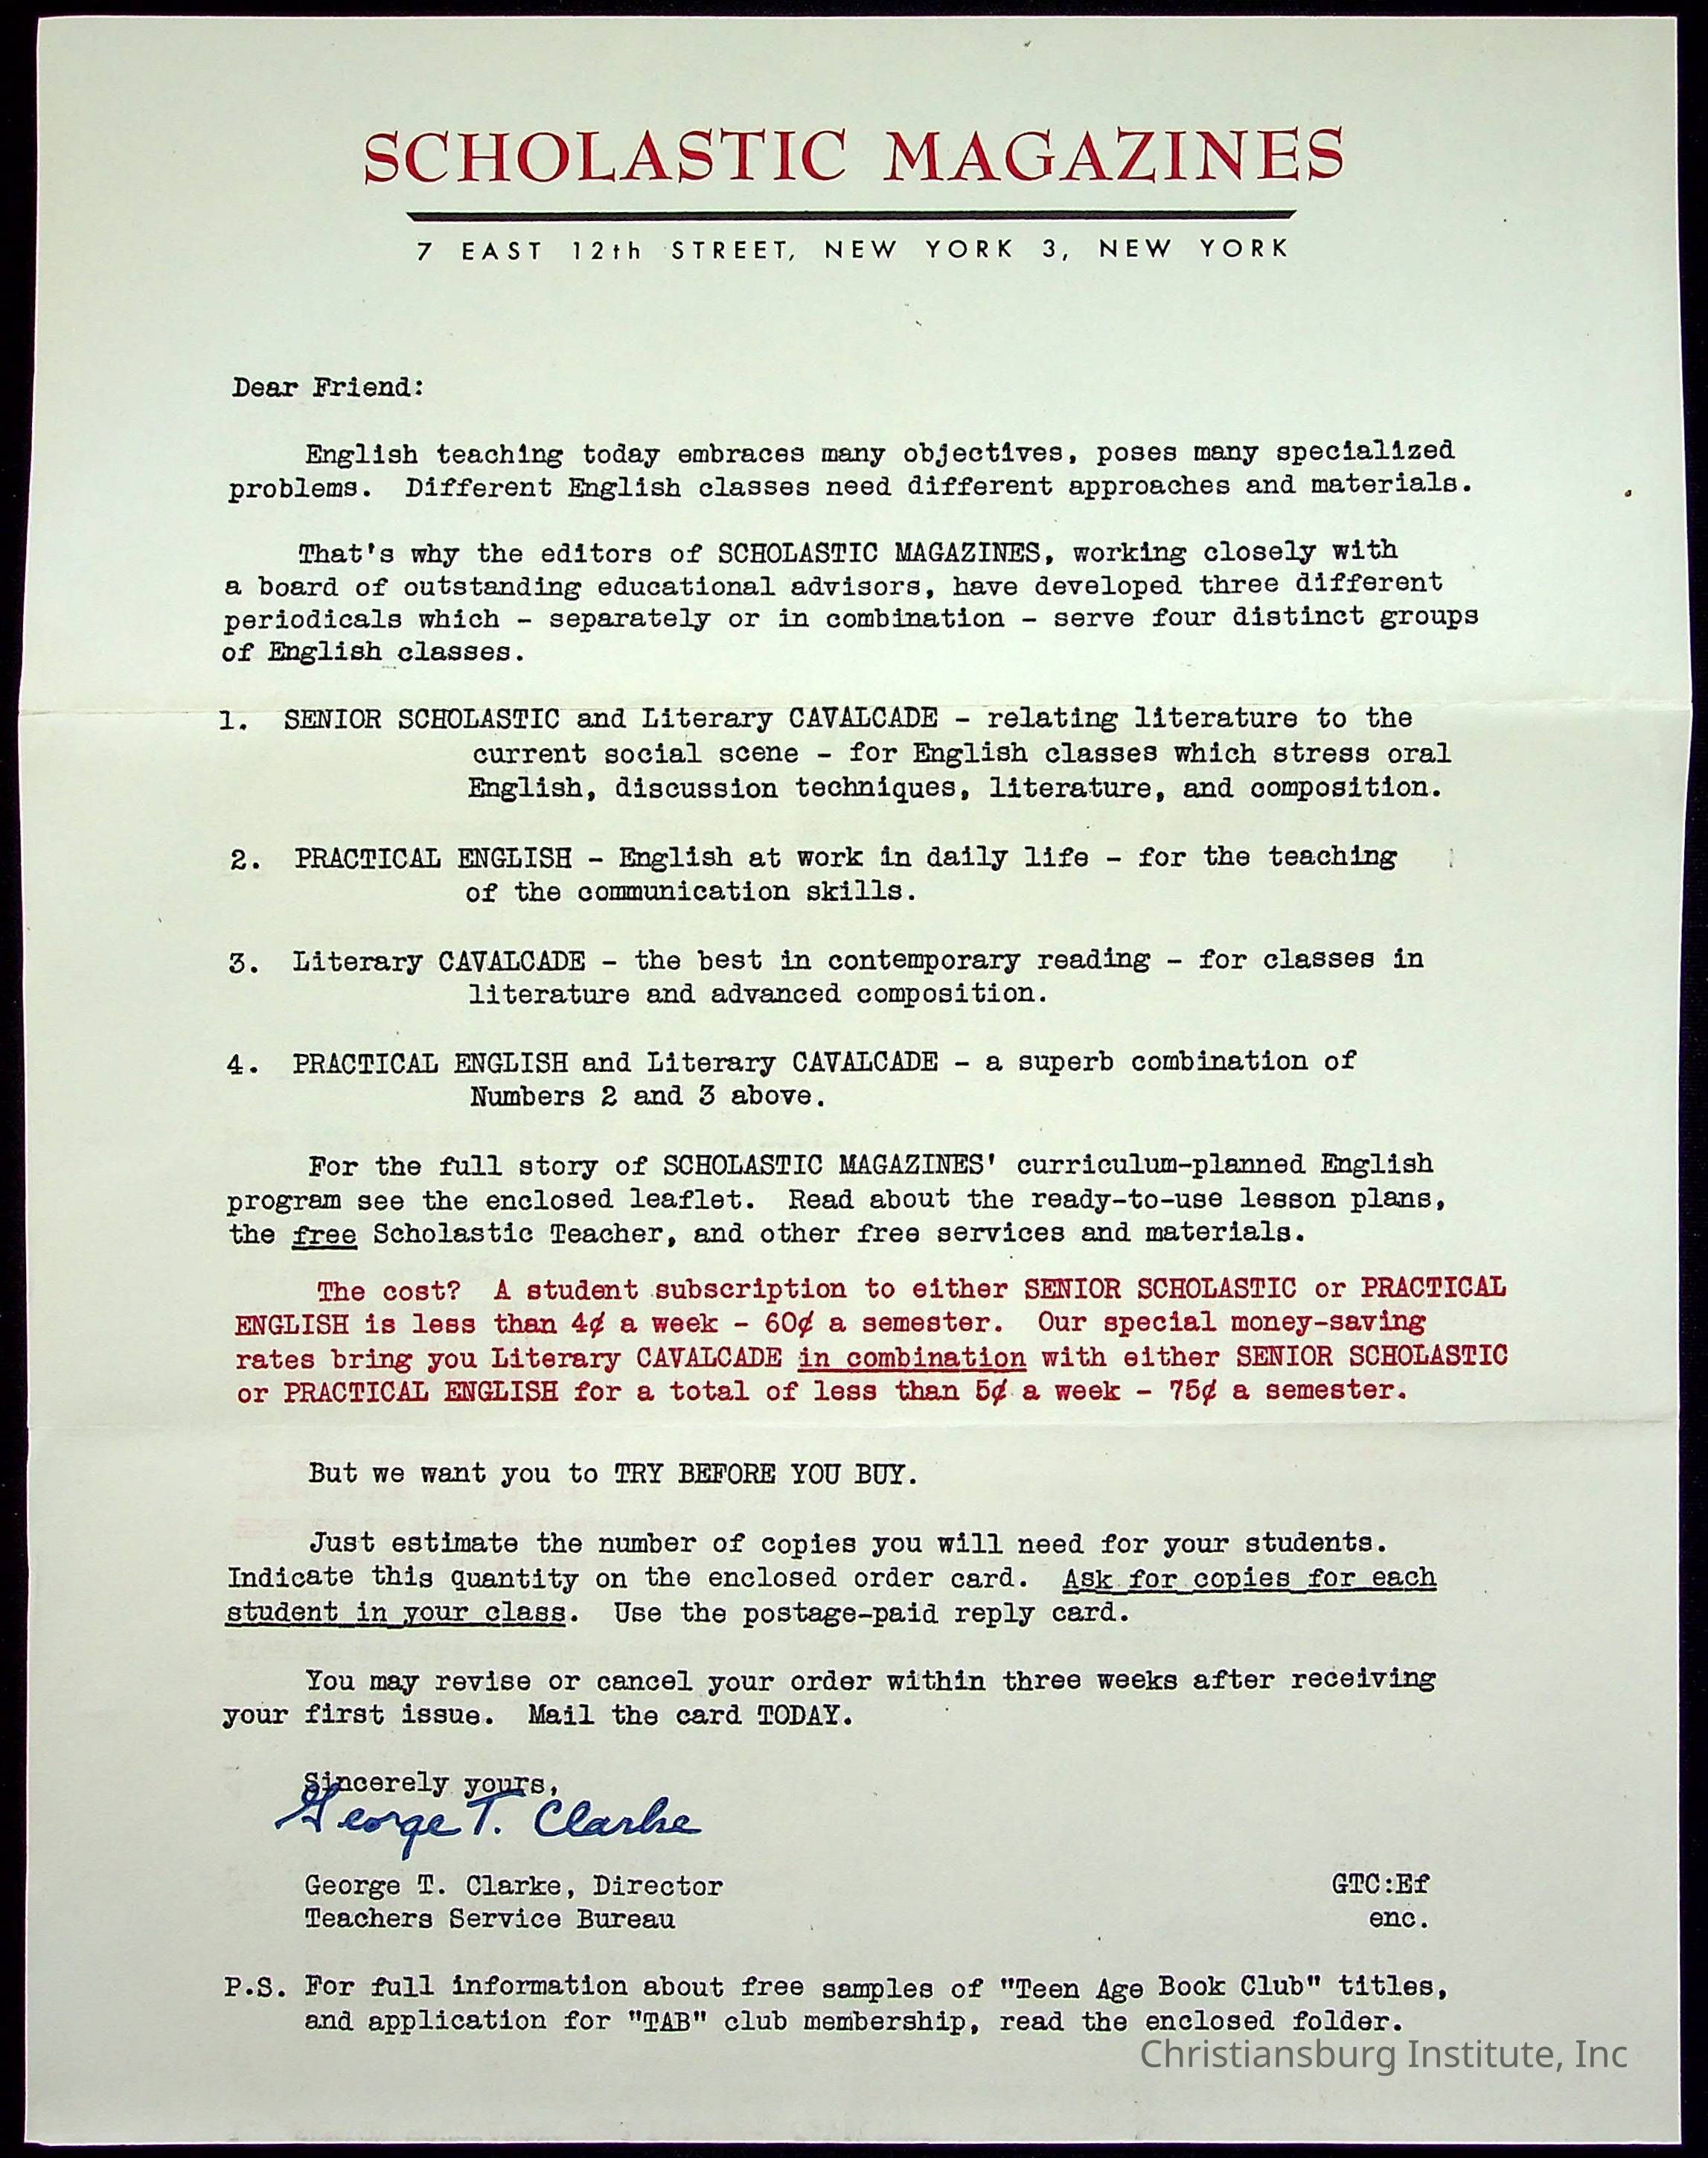 SCHOLASTIC MAGAZINES
7 EAST 12th STREET, NEW YORK 3, NEW YORK
Dear Friend:
English teaching today embraces many objectives, poses many specialized
problems. Different English classes need different approaches and materials.
That's why the editors of SCHOLASTIC MAGAZINES, working closely with
a board of outstanding educational advisors, have developed three different
periodicals which - separately or in combination - serve four distinct groups
of English classes.
1. SENIOR SCHOLASTIC and Literary CAVALCADE - relating literature to the
current social scene - for English classes which stress oral
English, discussion techniques, literature, and composition.
2. PRACTICAL ENGLISH - English at work in daily life - for the teaching
of the communication skills.
3. Literary CAVALCADE - the best in contemporary reading - for classes in
literature and advanced composition.
4. PRACTICAL ENGLISH and Literary CAVALCADE - a superb combination of
Numbers 2 and 3 above.
For the full story of SCHOLASTIC MAGAZINES' curriculum-planned English
program see the enclosed leaflet. Read about the ready-to-use lesson plans,
the free Scholastic Teacher, and other free services and materials.
The cost? A student subscription to either SENIOR SCHOLASTIC or PRACTICAL
ENGLISH is less than 4¢ a week - 60¢ a semester. Our special money-saving
rates bring you Literary CAVALCADE in combination with either SENIOR SCHOLASTIC
or PRACTICAL ENGLISH for a total of less than 5¢ a week - 75¢ a semester.
But we want you to TRY BEFORE YOU BUY.
Just estimate the number of copies you will need for your students.
Indicate this quantity on the enclosed order card. Ask for copies for each
student in your class. Use the postage-paid reply card.
You may revise or cancel your order within three weeks after receiving
your first issue. Mail the card TODAY.
Sincerely yours,
George T. Clarke
George T. Clarke, Director GTC:Ef
Teachers Service Bureau enc.
P.S. For full information about free samples of "Teen Age Book Club" titles,
and application for "TAB" club membership, read the enclosed folder.
Christiansburg Institute, Inc